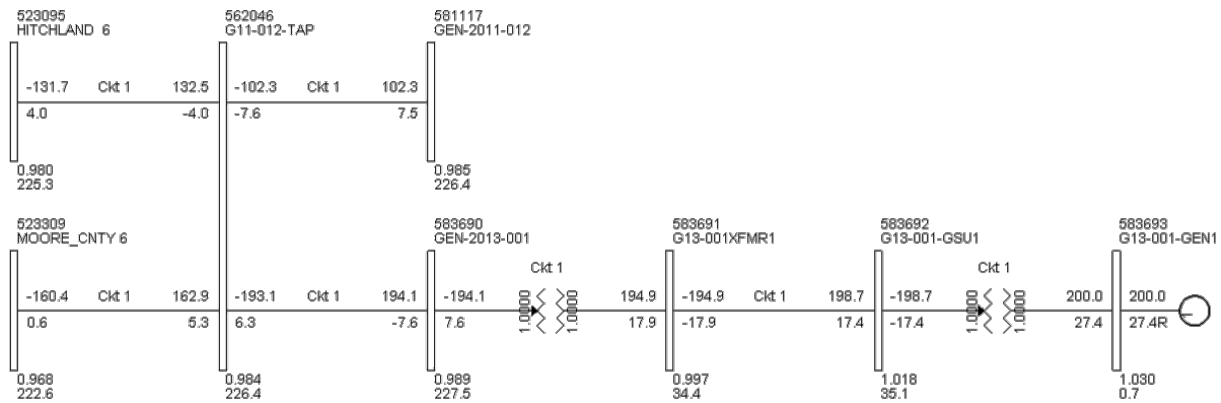 523095
HITCHLAND 6
562046
G11-012-TAP
581117
GEN-2011-012
-131.7 Ckt 1 132.5 -102.3 Ckt 1 102.3
4.0 -4.0 -7.6 7.5
0.980
225.3
0.985
226.4
523309
MOORE_CNTY 6
583690
GEN-2013-001
583691
G13-001XFMR1
583692
G13-001-GSU1
583693
G13-001-GEN1
Ckt 1
Ckt 1
-160.4 Ckt 1 162.9 -193.1 Ckt 1 194.1 -194.1 1.0000 1.0000 194.9 -194.9 Ckt 1 198.7 -198.7 1.0000 1.0000 200.0 200.0
0.6 5.3 6.3 -7.6 7.6 17.9 -17.9 17.4 -17.4 27.4 27.4R
0.968
222.6
0.984
226.4
0.989
227.5
0.997
34.4
1.018
35.1
1.030
0.7